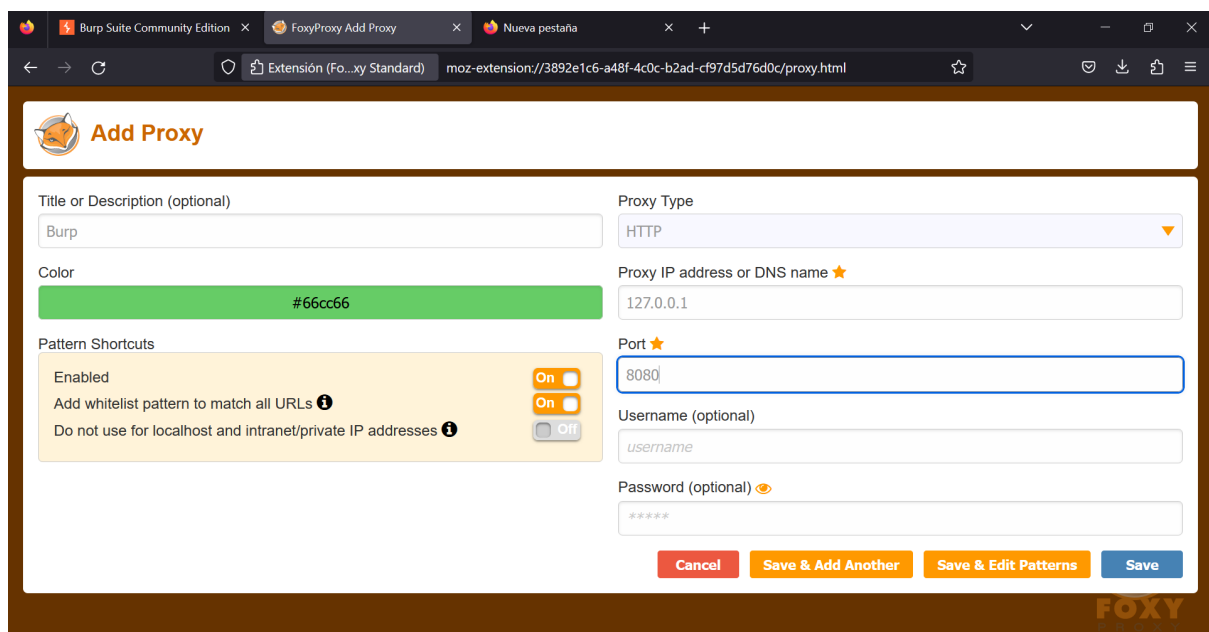 Burp Suite Community Edition
FoxyProxy Add Proxy
Nueva pestaña
Extensión (Fo...xy Standard)
moz-extension://3892e1c6-a48f-4c0c-b2ad-cf97d5d76d0c/proxy.html
Add Proxy
Title or Description (optional)
Burp
Color
#66cc66
Pattern Shortcuts
Enabled
On
Add whitelist pattern to match all URLs
On
Do not use for localhost and intranet/private IP addresses
Off
Proxy Type
HTTP
Proxy IP address or DNS name
127.0.0.1
Port
8080
Username (optional)
username
Password (optional)
*****
Cancel
Save & Add Another
Save & Edit Patterns
Save
FOXY
PROXY